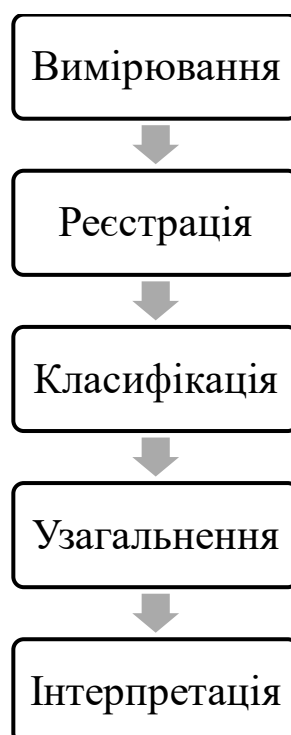 Вимірювання
Реєстрація
Класифікація
Узагальнення
Інтерпретація